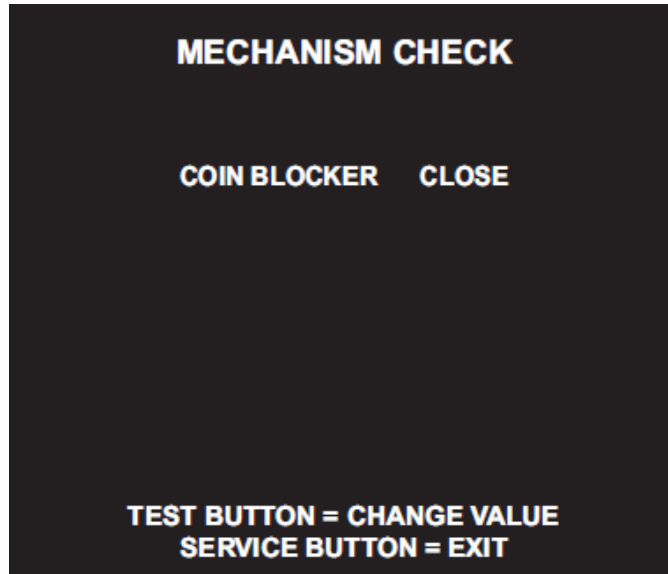 MECHANISM CHECK
COIN BLOCKER CLOSE
TEST BUTTON = CHANGE VALUE
SERVICE BUTTON = EXIT